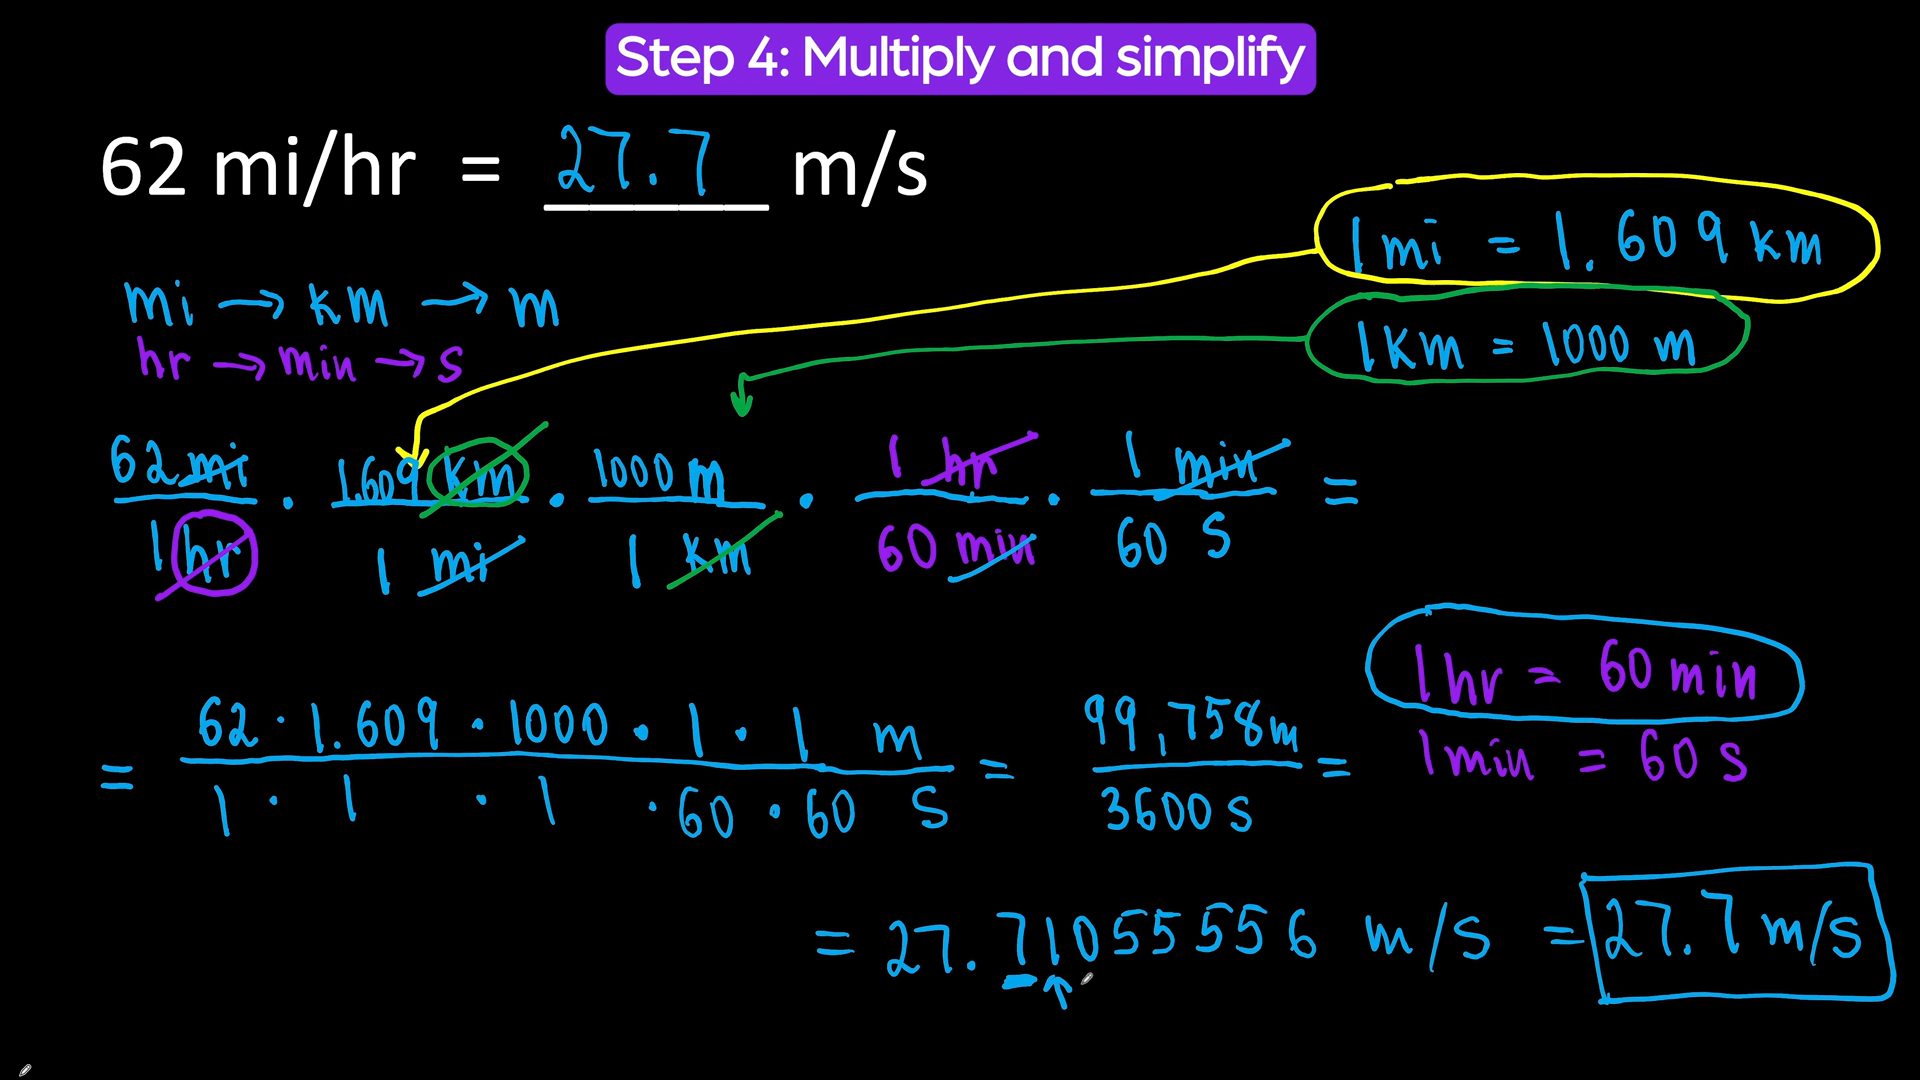 Step 4: Multiply and simplify
62 mi/hr = 27.7 m/s
1 mi = 1.609 km
1 km = 1000 m
mi → km → m
hr → min → s
62 mi / 1 hr · 1.609 km / 1 mi · 1000 m / 1 km · 1 hr / 60 min · 1 min / 60 s =
1 hr = 60 min
1 min = 60 s
= 62 · 1.609 · 1000 · 1 · 1 m / 1 · 1 · 1 · 60 · 60 s = 99,758 m / 3600 s =
= 27.71055556 m/s = 27.7 m/s